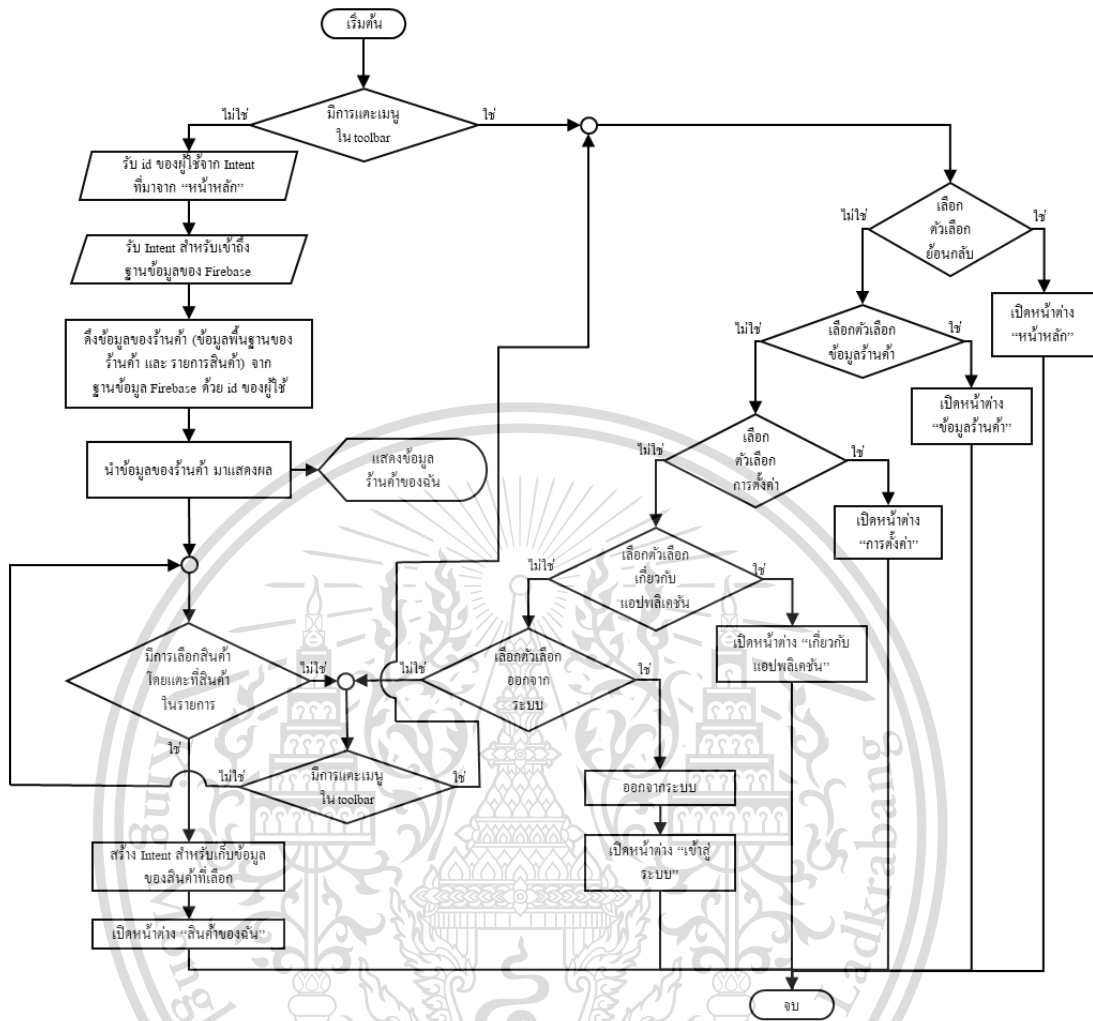 เริ่มต้น
มีการแตะเมนู
ใน toolbar
ไม่ใช่
ใช่
รับ id ของผู้ใช้จาก Intent
ที่มาจาก “หน้าหลัก”
รับ Intent สำหรับเข้าถึง
ฐานข้อมูลของ Firebase
ดึงข้อมูลของร้านค้า (ข้อมูลพื้นฐานของ
ร้านค้า และ รายการสินค้า) จาก
ฐานข้อมูล Firebase ด้วย id ของผู้ใช้
นำข้อมูลของร้านค้า มาแสดงผล
แสดงข้อมูล
ร้านค้าของฉัน
มีการเลือกสินค้า
โดยแตะที่สินค้า
ในรายการ
ไม่ใช่
ใช่
มีการแตะเมนู
ใน toolbar
ไม่ใช่
ใช่
สร้าง Intent สำหรับเก็บข้อมูล
ของสินค้าที่เลือก
เปิดหน้าต่าง “สินค้าของฉัน”
เลือก
ตัวเลือก
ย้อนกลับ
ไม่ใช่
ใช่
เปิดหน้าต่าง
“หน้าหลัก”
เลือกตัวเลือก
ข้อมูลร้านค้า
ไม่ใช่
ใช่
เปิดหน้าต่าง
“ข้อมูลร้านค้า”
เลือก
ตัวเลือก
การตั้งค่า
ไม่ใช่
ใช่
เปิดหน้าต่าง
“การตั้งค่า”
เลือกตัวเลือก
เกี่ยวกับ
แอปพลิเคชัน
ไม่ใช่
ใช่
เปิดหน้าต่าง “เกี่ยวกับ
แอปพลิเคชัน”
เลือกตัวเลือก
ออกจาก
ระบบ
ไม่ใช่
ใช่
ออกจากระบบ
เปิดหน้าต่าง “เข้าสู่
ระบบ”
จบ
King Mongk
Ladkrabang